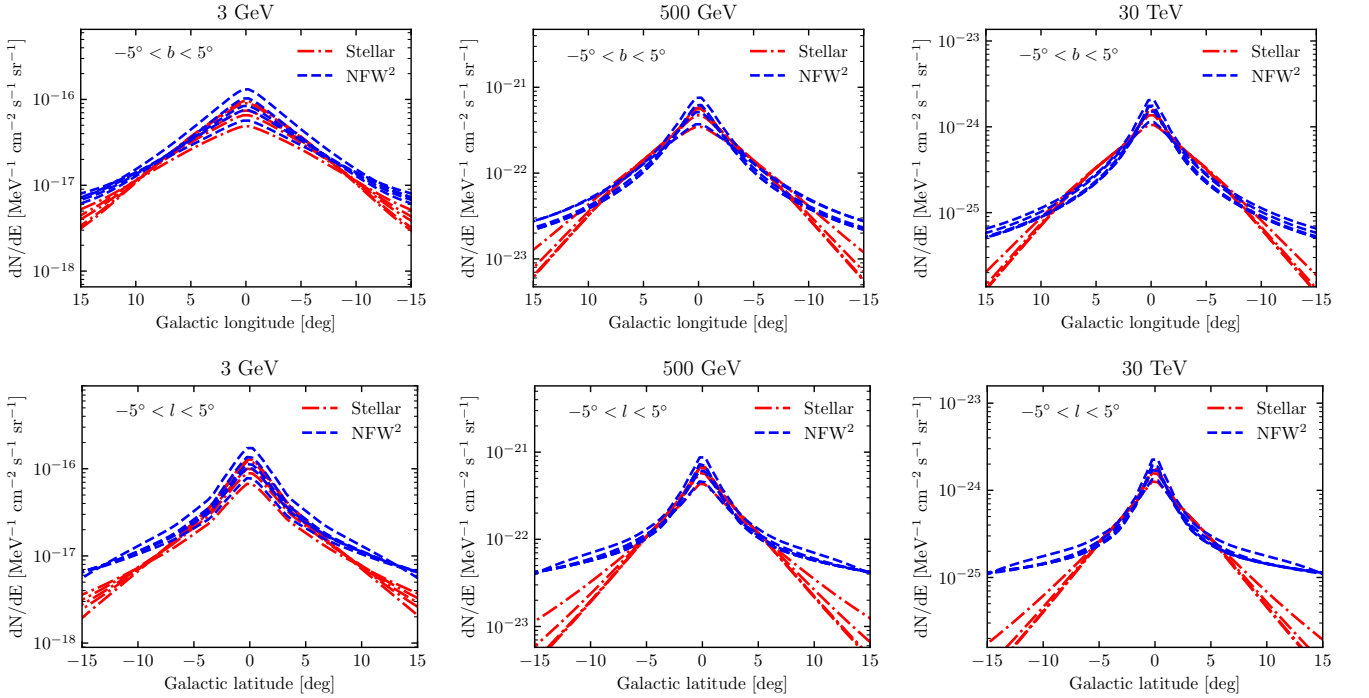 3 GeV
dN/dE [MeV⁻¹ cm⁻² s⁻¹ sr⁻¹]
10⁻¹⁶
10⁻¹⁷
10⁻¹⁸
−5° < b < 5°
Stellar
NFW²
15 10 5 0 −5 −10 −15
Galactic longitude [deg]
500 GeV
dN/dE [MeV⁻¹ cm⁻² s⁻¹ sr⁻¹]
10⁻²¹
10⁻²²
10⁻²³
−5° < b < 5°
Stellar
NFW²
15 10 5 0 −5 −10 −15
Galactic longitude [deg]
30 TeV
dN/dE [MeV⁻¹ cm⁻² s⁻¹ sr⁻¹]
10⁻²³
10⁻²⁴
10⁻²⁵
−5° < b < 5°
Stellar
NFW²
15 10 5 0 −5 −10 −15
Galactic longitude [deg]
3 GeV
dN/dE [MeV⁻¹ cm⁻² s⁻¹ sr⁻¹]
10⁻¹⁶
10⁻¹⁷
10⁻¹⁸
−5° < l < 5°
Stellar
NFW²
−15 −10 −5 0 5 10 15
Galactic latitude [deg]
500 GeV
dN/dE [MeV⁻¹ cm⁻² s⁻¹ sr⁻¹]
10⁻²¹
10⁻²²
10⁻²³
−5° < l < 5°
Stellar
NFW²
−15 −10 −5 0 5 10 15
Galactic latitude [deg]
30 TeV
dN/dE [MeV⁻¹ cm⁻² s⁻¹ sr⁻¹]
10⁻²³
10⁻²⁴
10⁻²⁵
−5° < l < 5°
Stellar
NFW²
−15 −10 −5 0 5 10 15
Galactic latitude [deg]